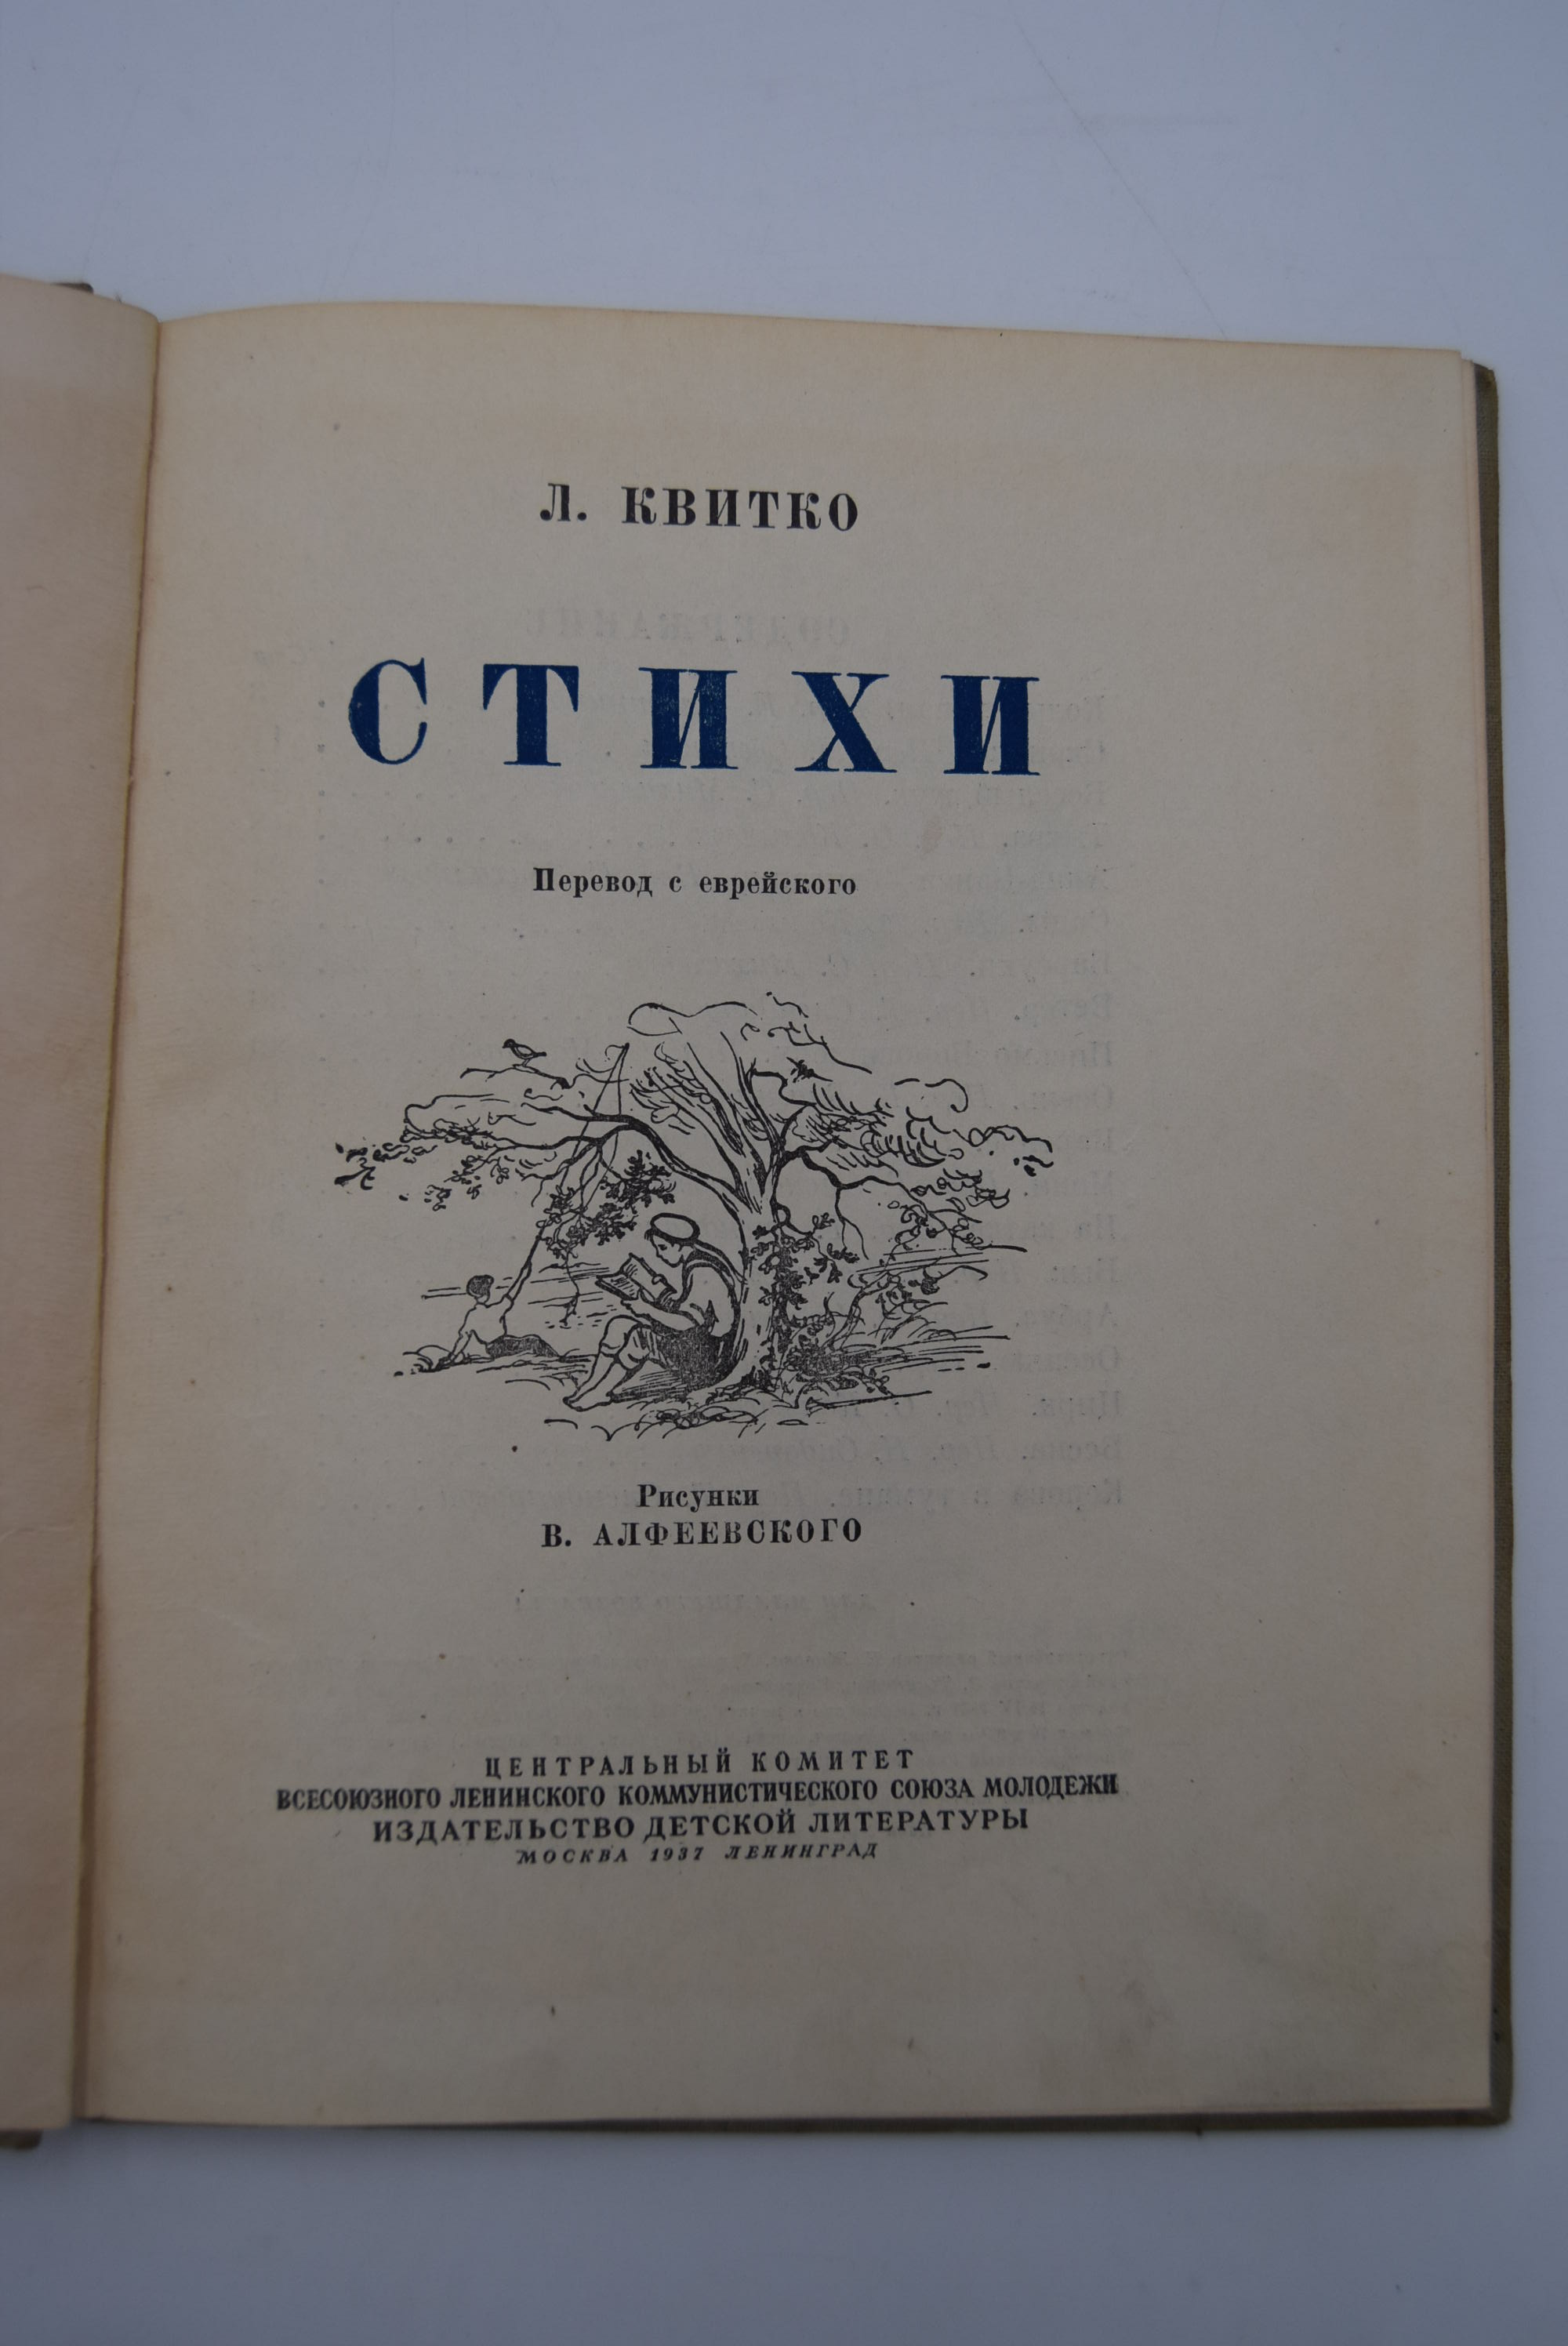 Л. КВИТКО
СТИХИ
Перевод с еврейского
Рисунки
В. АЛФЕЕВСКОГО
ЦЕНТРАЛЬНЫЙ КОМИТЕТ
ВСЕСОЮЗНОГО ЛЕНИНСКОГО КОММУНИСТИЧЕСКОГО СОЮЗА МОЛОДЕЖИ
ИЗДАТЕЛЬСТВО ДЕТСКОЙ ЛИТЕРАТУРЫ
МОСКВА 1937 ЛЕНИНГРАД